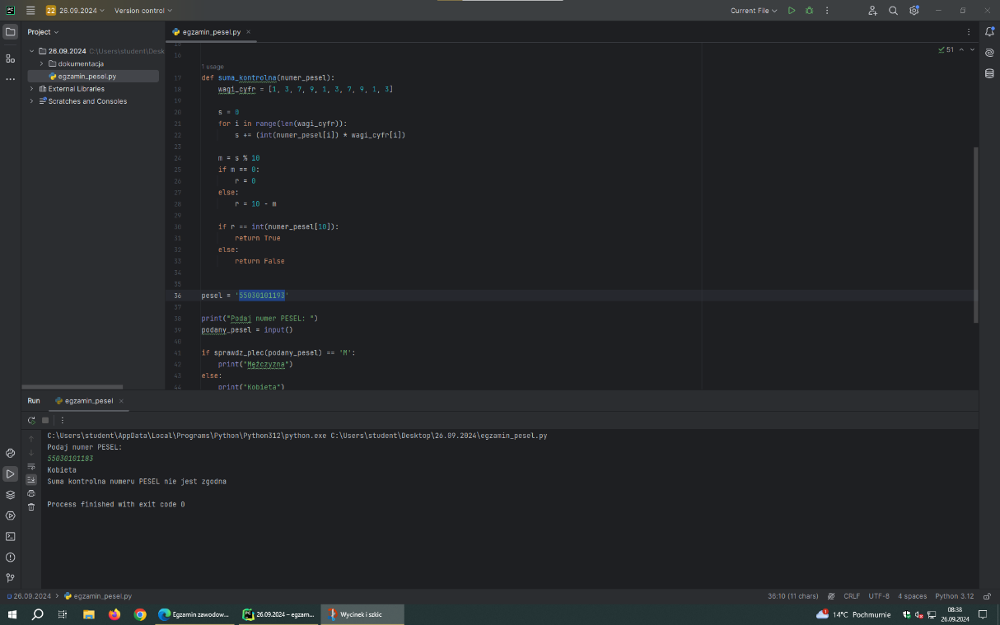 PC 22 26.09.2024 Version control Current File
Project
egzamin_pesel.py
26.09.2024 C:\Users\student\Desk
dokumentacja
egzamin_pesel.py
External Libraries
Scratches and Consoles
51
15
16
1 usage
17 def suma_kontrolna(numer_pesel):
18 wagi_cyfr = [1, 3, 7, 9, 1, 3, 7, 9, 1, 3]
19
20 s = 0
21 for i in range(len(wagi_cyfr)):
22 s += (int(numer_pesel[i]) * wagi_cyfr[i])
23
24 m = s % 10
25 if m == 0:
26 r = 0
27 else:
28 r = 10 - m
29
30 if r == int(numer_pesel[10]):
31 return True
32 else:
33 return False
34
35
36 pesel = '55030101193'
37
38 print("Podaj numer PESEL: ")
39 podany_pesel = input()
40
41 if sprawdz_plec(podany_pesel) == 'M':
42 print("Mężczyzna")
43 else:
44 print("Kobieta")
Run egzamin_pesel
C:\Users\student\AppData\Local\Programs\Python\Python312\python.exe C:\Users\student\Desktop\26.09.2024\egzamin_pesel.py
Podaj numer PESEL:
55030101183
Kobieta
Suma kontrolna numeru PESEL nie jest zgodna
Process finished with exit code 0
26.09.2024 egzamin_pesel.py 36:10 (11 chars) CRLF UTF-8 4 spaces Python 3.12
Egzamin zawodow... 26.09.2024 – egzam... Wycinek i szkic 14°C Pochmurnie 08:38
26.09.2024